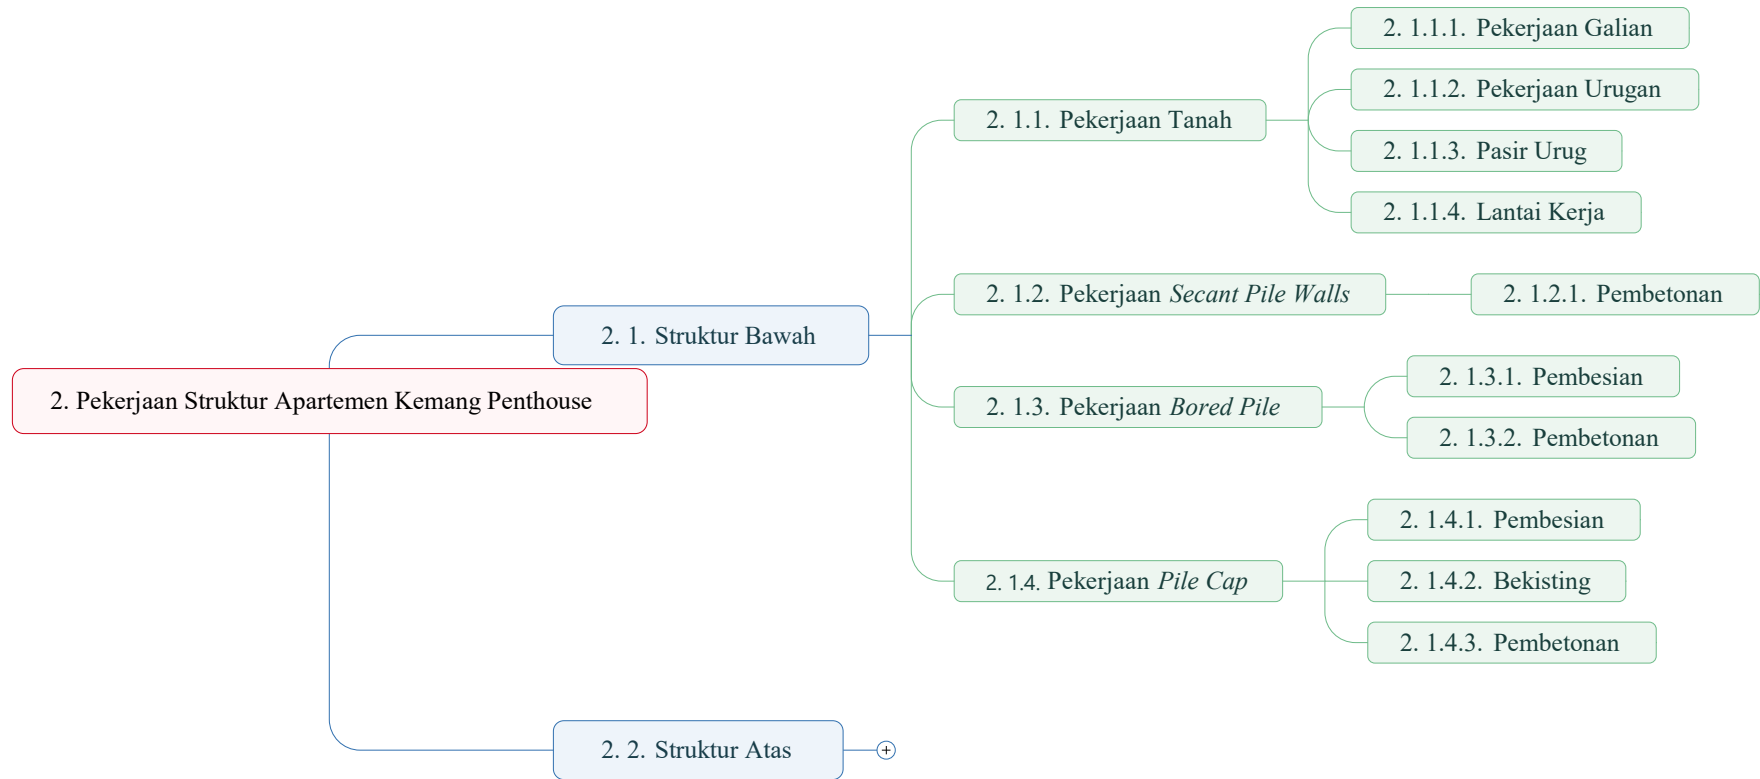 2. Pekerjaan Struktur Apartemen Kemang Penthouse
2. 1. Struktur Bawah
2. 1.1. Pekerjaan Tanah
2. 1.1.1. Pekerjaan Galian
2. 1.1.2. Pekerjaan Urugan
2. 1.1.3. Pasir Urug
2. 1.1.4. Lantai Kerja
2. 1.2. Pekerjaan Secant Pile Walls
2. 1.2.1. Pembetonan
2. 1.3. Pekerjaan Bored Pile
2. 1.3.1. Pembesian
2. 1.3.2. Pembetonan
2. 1.4. Pekerjaan Pile Cap
2. 1.4.1. Pembesian
2. 1.4.2. Bekisting
2. 1.4.3. Pembetonan
2. 2. Struktur Atas